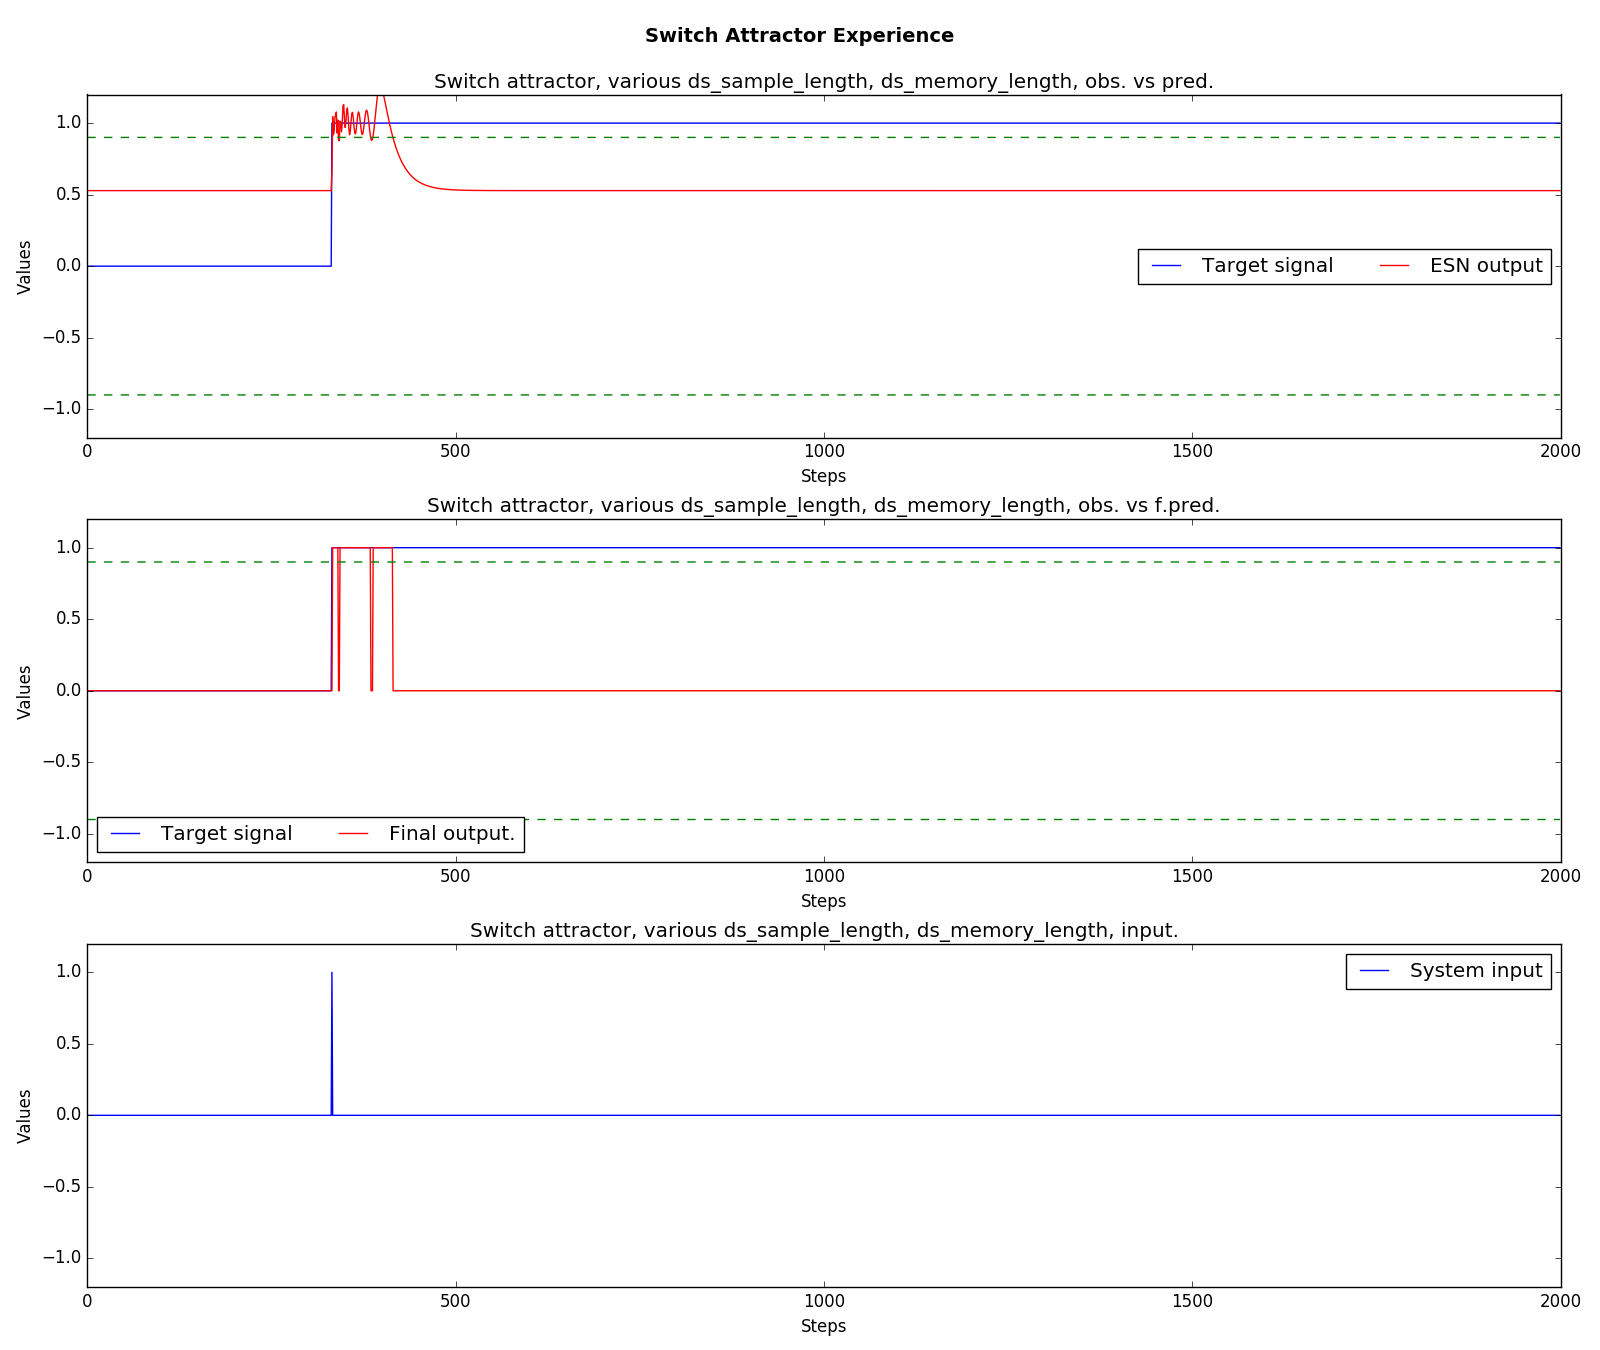 Switch Attractor Experience
Switch attractor, various ds_sample_length, ds_memory_length, obs. vs pred.
1.0
0.5
0.0
−0.5
−1.0
Values
Target signal ESN output
0 500 1000 1500 2000
Steps
Switch attractor, various ds_sample_length, ds_memory_length, obs. vs f.pred.
1.0
0.5
0.0
−0.5
−1.0
Values
Target signal Final output.
0 500 1000 1500 2000
Steps
Switch attractor, various ds_sample_length, ds_memory_length, input.
System input
1.0
0.5
0.0
−0.5
−1.0
Values
0 500 1000 1500 2000
Steps